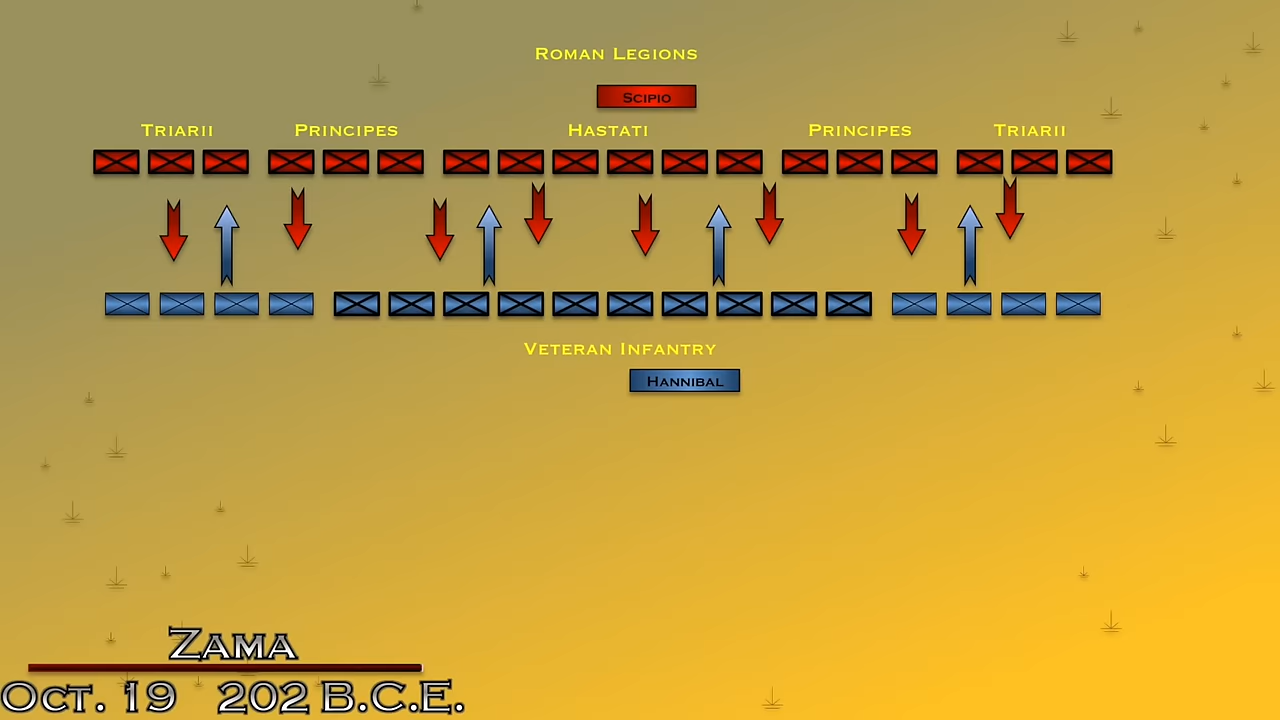 Roman Legions
Scipio
Triarii Principes Hastati Principes Triarii
Veteran Infantry
Hannibal
Zama
Oct. 19 202 B.C.E.